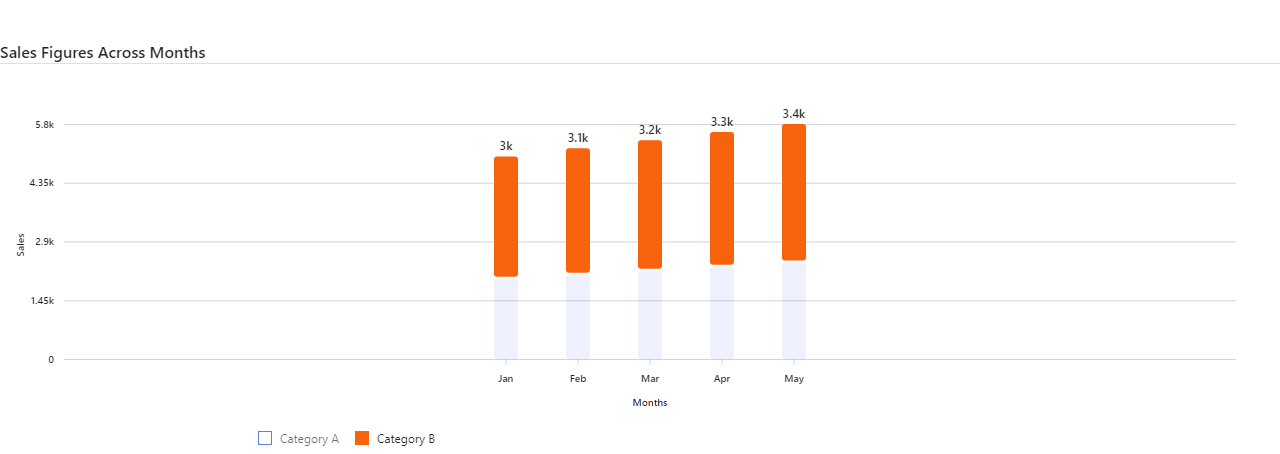 Sales Figures Across Months
3.4k
3.3k
3.2k
3.1k
3k
5.8k
4.35k
2.9k
1.45k
0
Sales
Jan Feb Mar Apr May
Months
Category A Category B